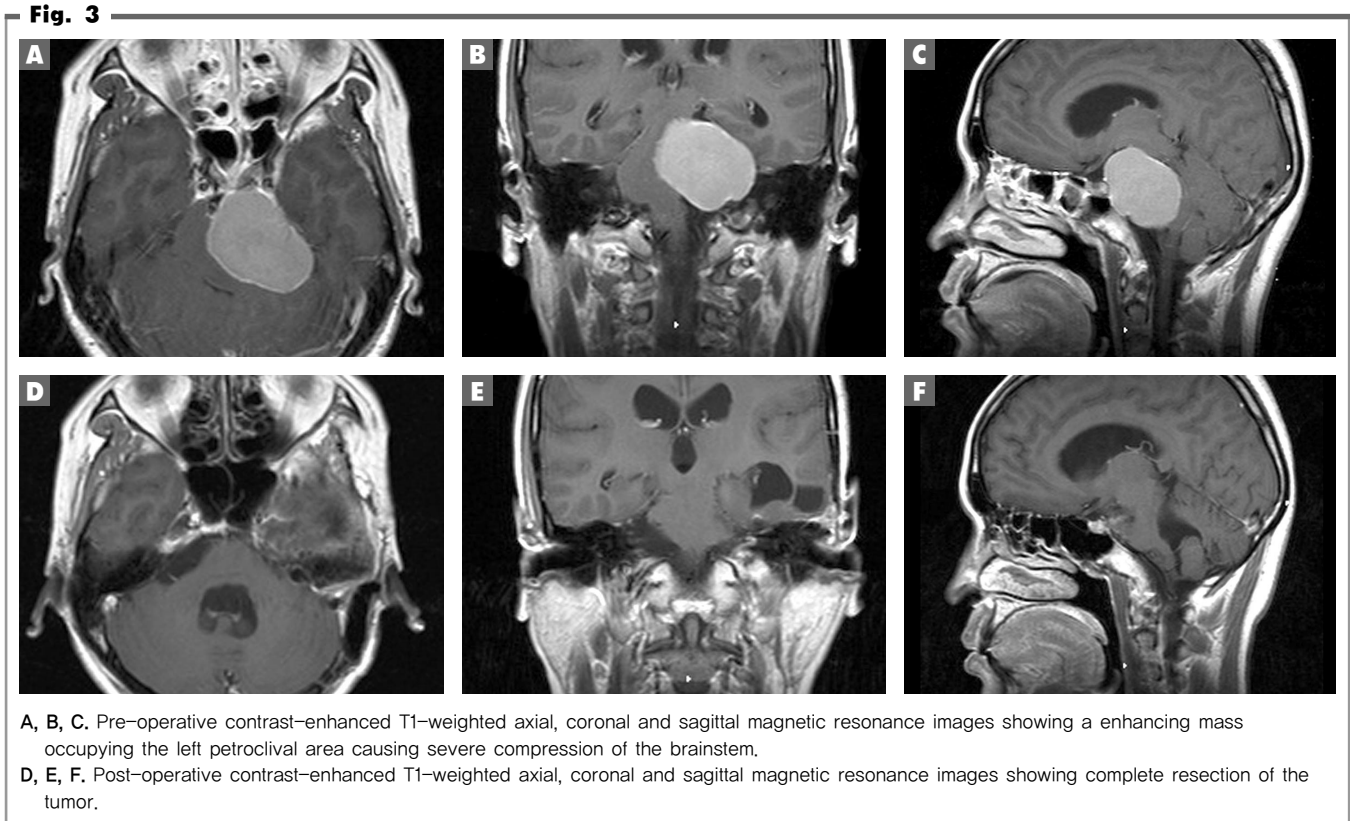 Fig. 3
A
B
C
D
E
F
A, B, C. Pre-operative contrast-enhanced T1-weighted axial, coronal and sagittal magnetic resonance images showing a enhancing mass
occupying the left petroclival area causing severe compression of the brainstem.
D, E, F. Post-operative contrast-enhanced T1-weighted axial, coronal and sagittal magnetic resonance images showing complete resection of the
tumor.